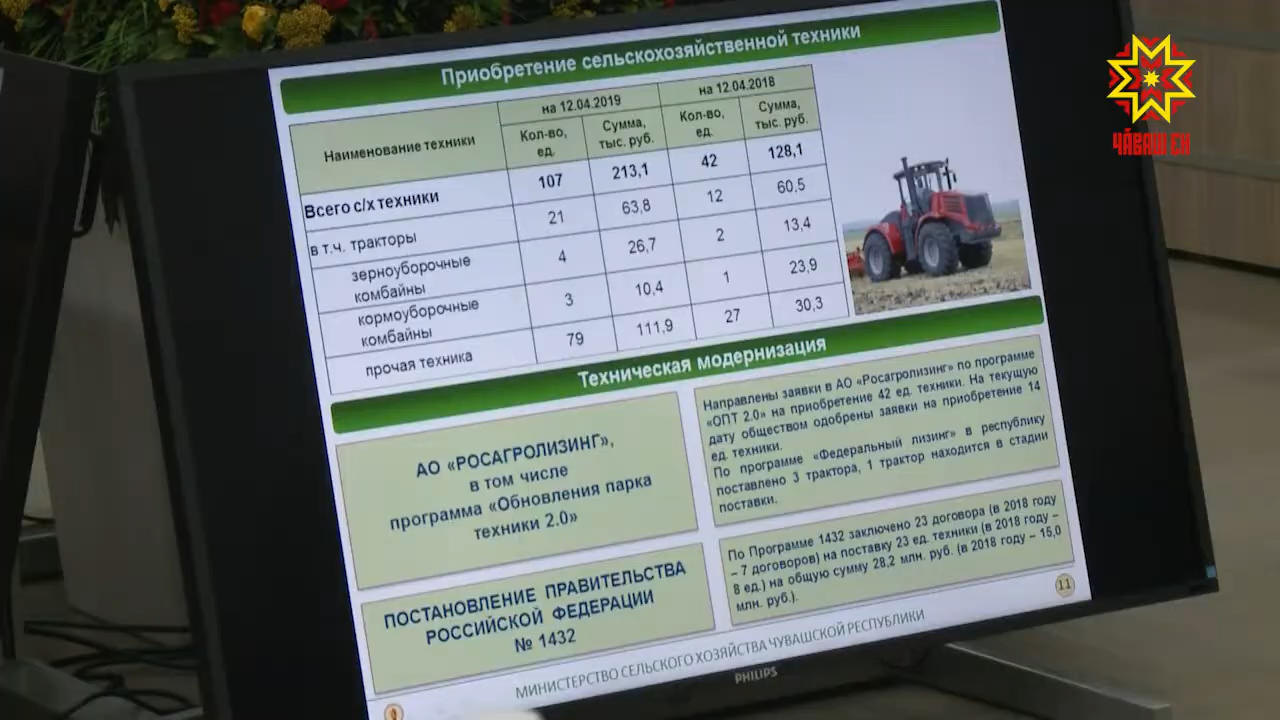 Приобретение сельскохозяйственной техники
Наименование техники
на 12.04.2019
на 12.04.2018
Кол-во, ед.
Сумма, тыс. руб.
Кол-во, ед.
Сумма, тыс. руб.
Всего с/х техники 107 213,1 42 128,1
в т.ч. тракторы 21 63,8 12 60,5
зерноуборочные комбайны 4 26,7 2 13,4
кормоуборочные комбайны 3 10,4 1 23,9
прочая техника 79 111,9 27 30,3
Техническая модернизация
АО «РОСАГРОЛИЗИНГ»,
в том числе
программа «Обновления парка
техники 2.0»
Направлены заявки в АО «Росагролизинг» по программе
«ОПТ 2.0» на приобретение 42 ед. техники. На текущую
дату обществом одобрены заявки на приобретение 14
ед. техники.
По программе «Федеральный лизинг» в республику
поставлено 3 трактора, 1 трактор находится в стадии
поставки.
ПОСТАНОВЛЕНИЕ ПРАВИТЕЛЬСТВА
РОССИЙСКОЙ ФЕДЕРАЦИИ
№ 1432
По Программе 1432 заключено 23 договора (в 2018 году
– 7 договоров) на поставку 23 ед. техники (в 2018 году –
8 ед.) на общую сумму 28,2 млн. руб. (в 2018 году – 15,0
млн. руб.).
11
МИНИСТЕРСТВО СЕЛЬСКОГО ХОЗЯЙСТВА ЧУВАШСКОЙ РЕСПУБЛИКИ
PHILIPS
ЧĂВАШ ЕН